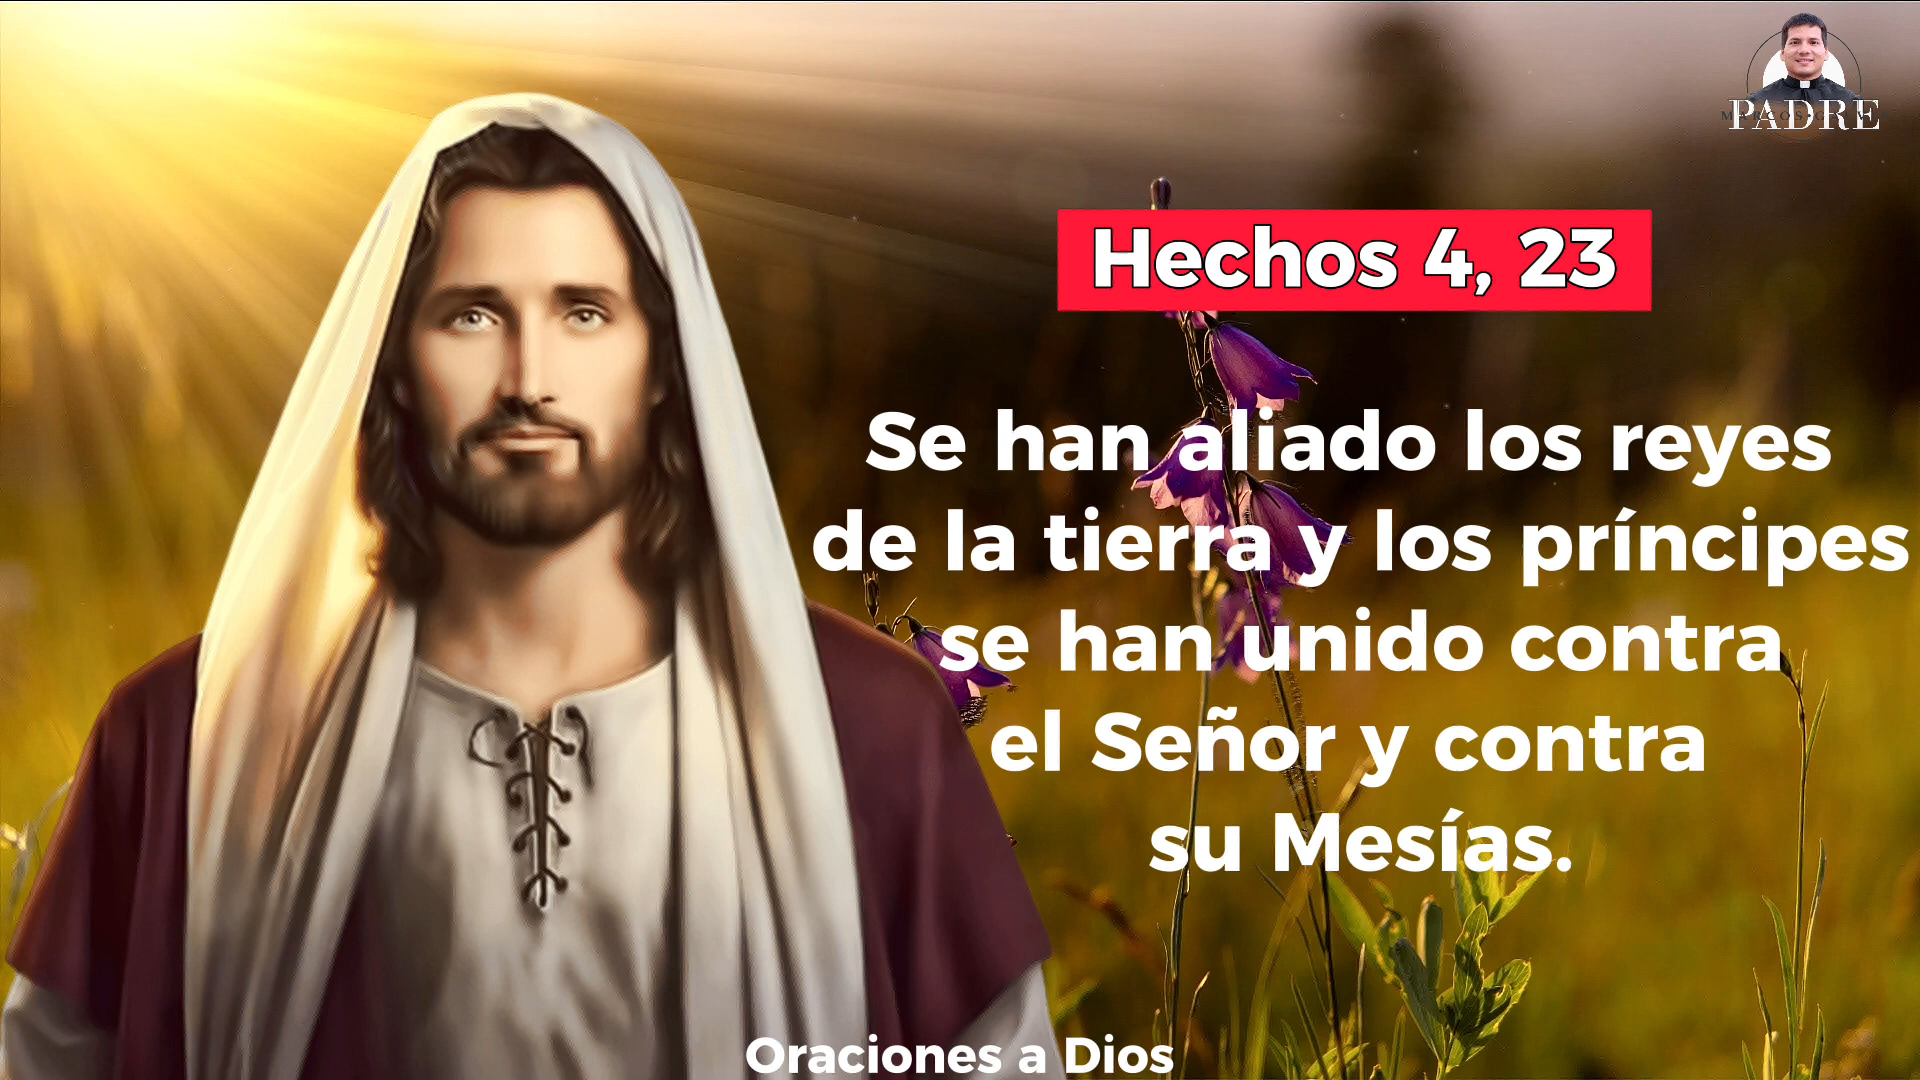 PADRE
Hechos 4, 23
Se han aliado los reyes
de la tierra y los príncipes
se han unido contra
el Señor y contra
su Mesías.
Oraciones a Dios